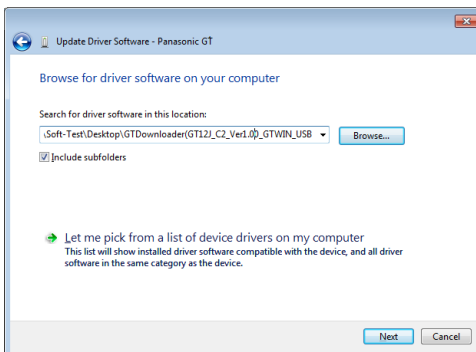 Update Driver Software - Panasonic GT
Browse for driver software on your computer
Search for driver software in this location:
\Soft-Test\Desktop\GTDownloader(GT12J_C2_Ver1.00_GTWIN_USB
Browse...
Include subfolders
Let me pick from a list of device drivers on my computer
This list will show installed driver software compatible with the device, and all driver
software in the same category as the device.
Next Cancel